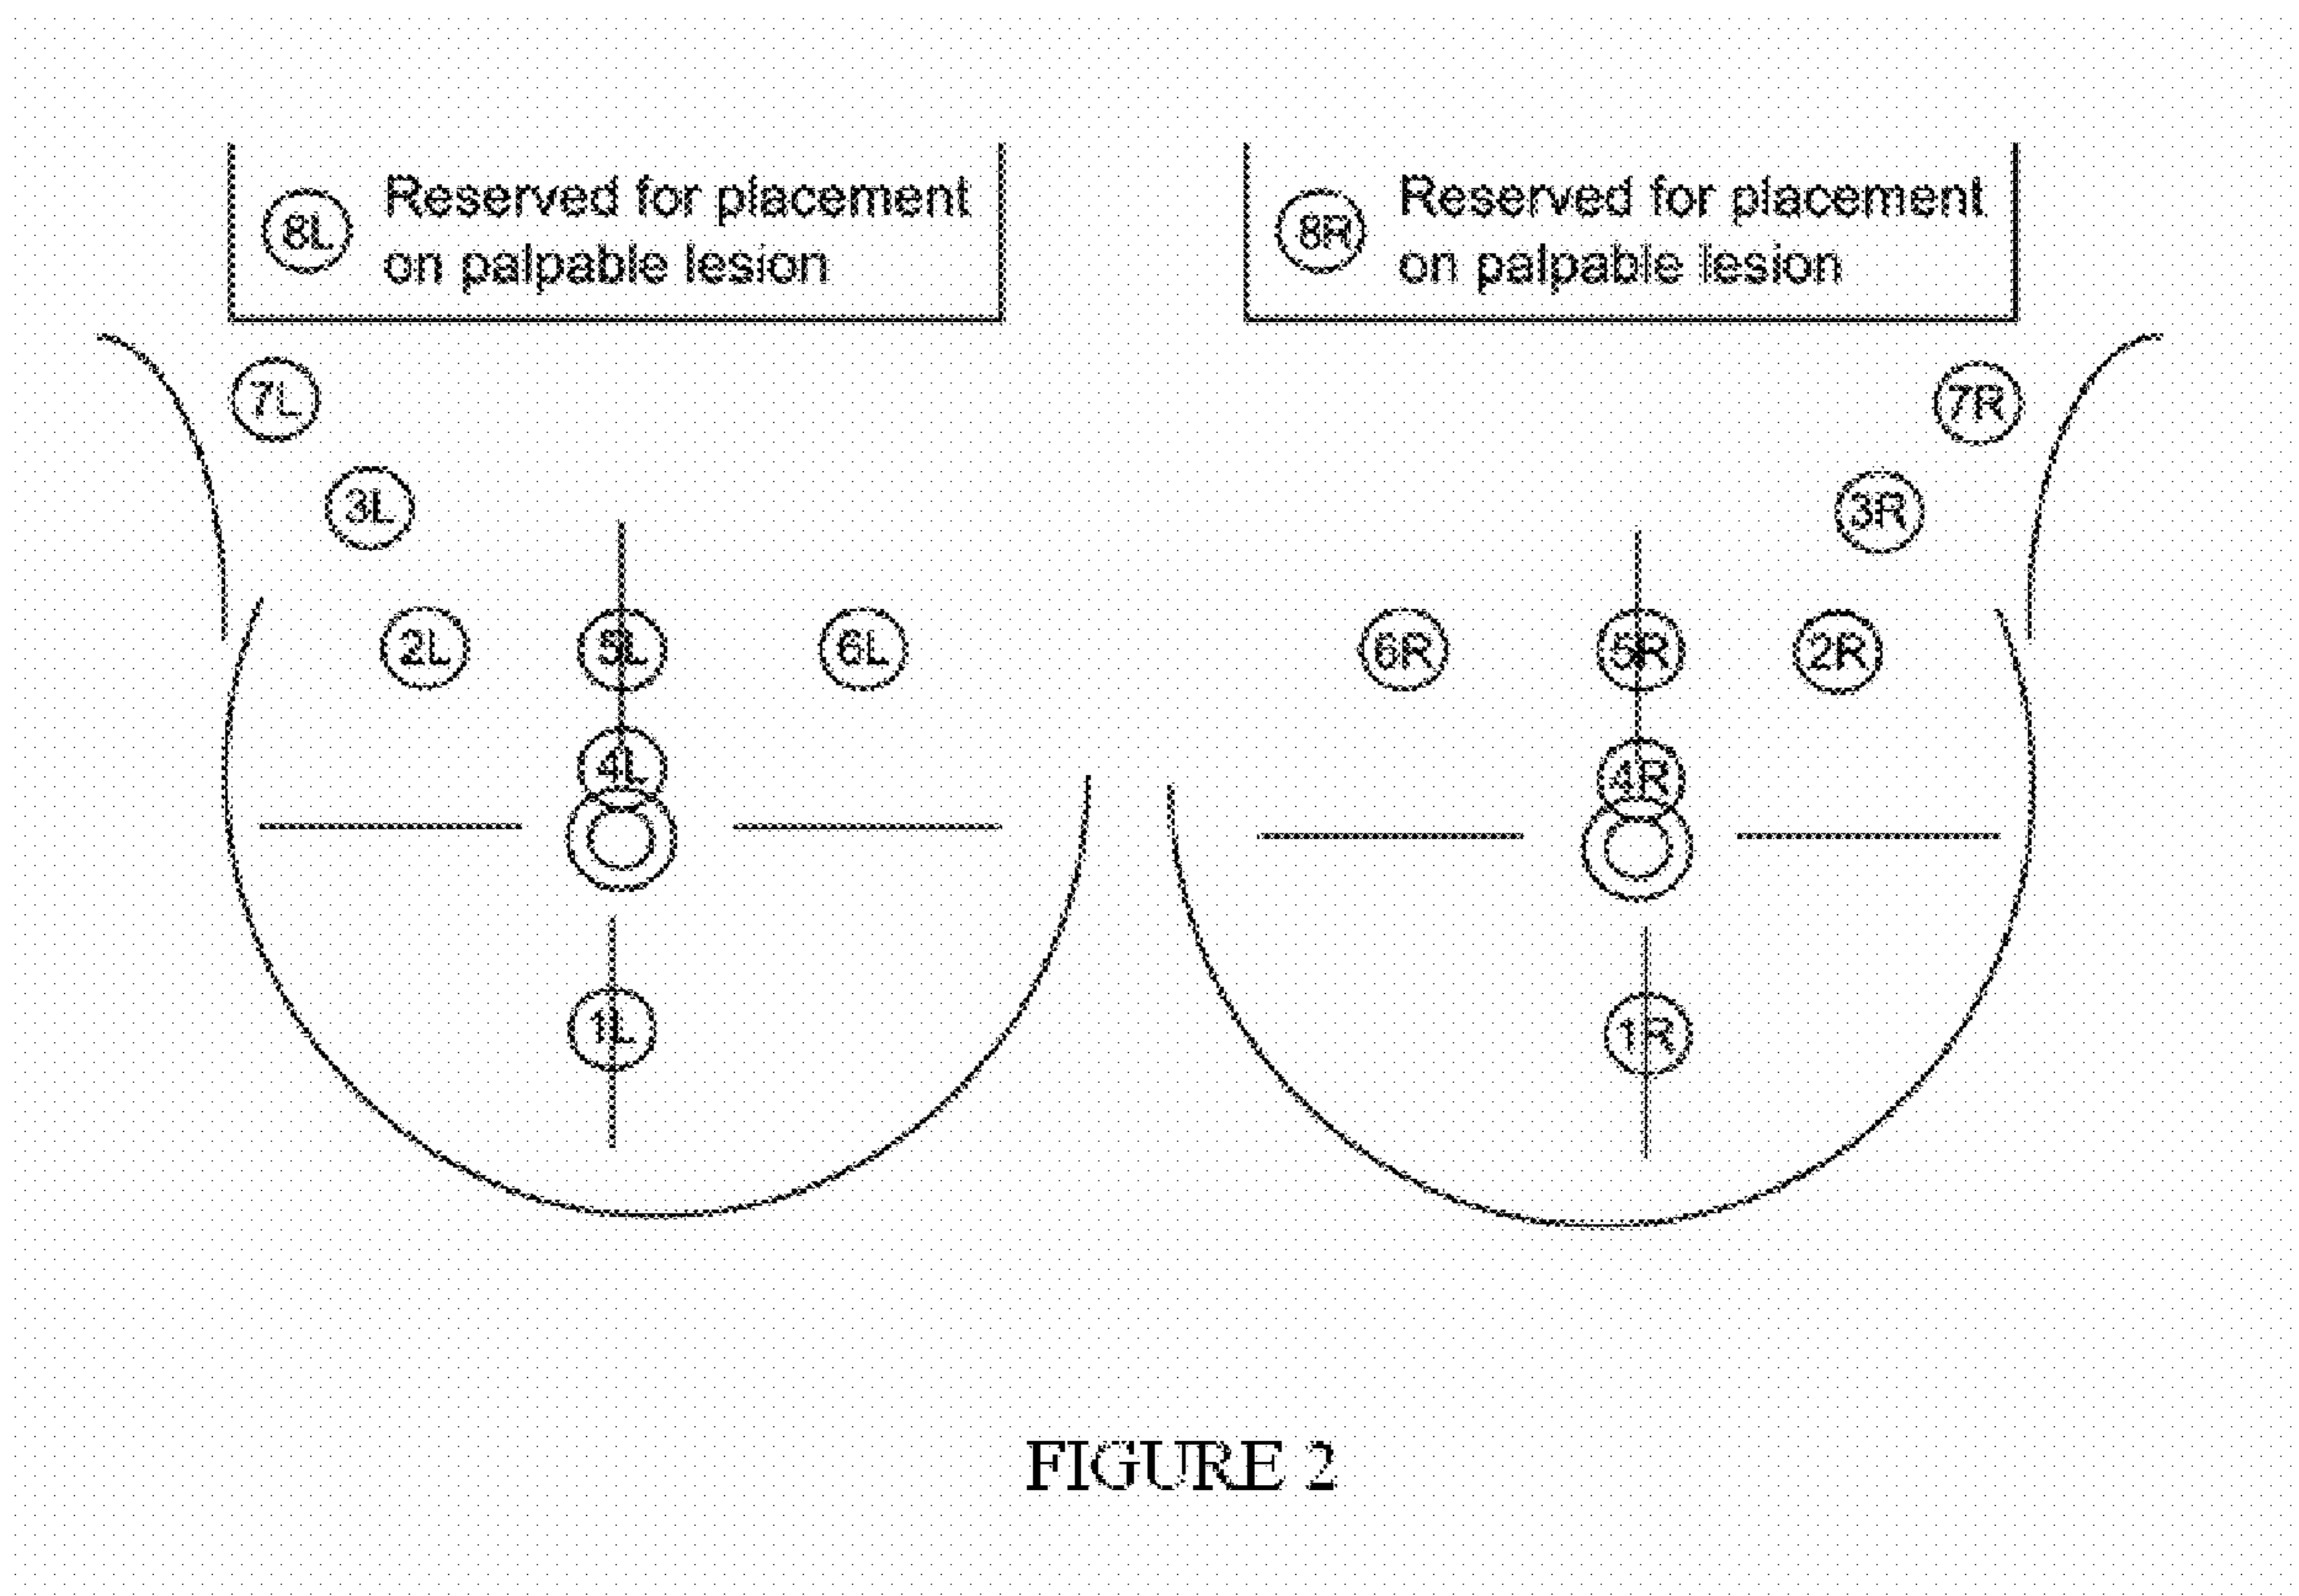 8L Reserved for placement
on palpable lesion
8R Reserved for placement
on palpable lesion
7L
7R
3L
3R
2L 5L 6L
6R 5R 2R
4L
4R
1L
1R
FIGURE 2